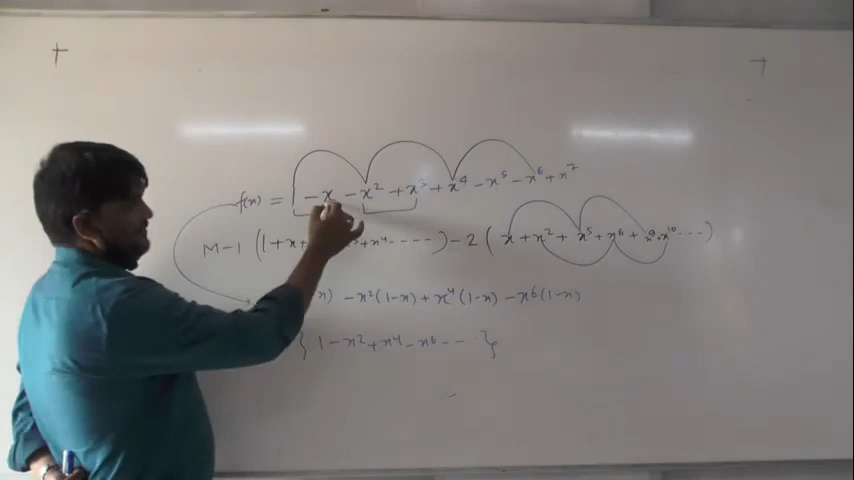 f(x) = 1 - x - x² + x³ + x⁴ - x⁵ - x⁶ + x⁷
M-1 (1 + x + x⁴ - - - -) - 2 ( x + x² + x⁵ + x⁶ + x⁹ + x¹⁰ - - - )
x) - x²(1-x) + x⁴(1-x) - x⁶(1-x)
{ 1 - x² + x⁴ - x⁶ - - - }